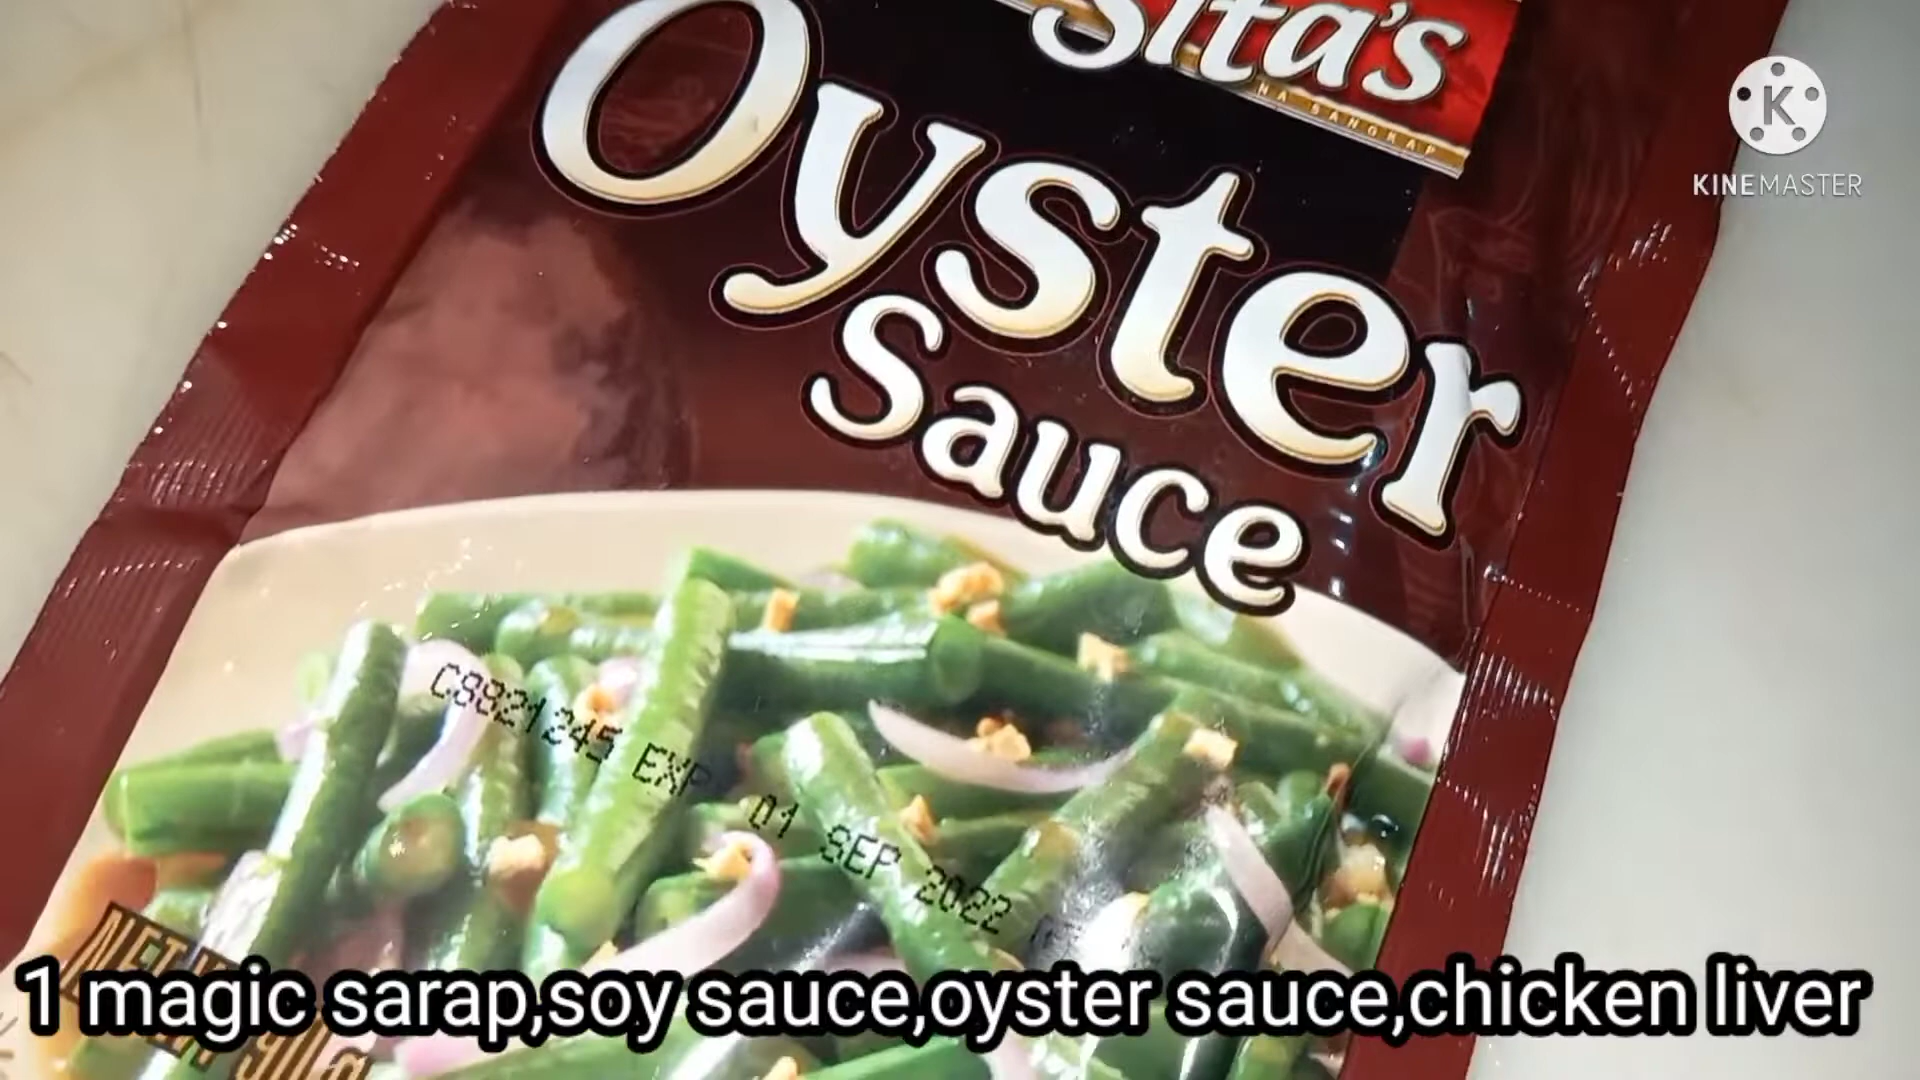 Sita's
NA SANGKAP
Oyster
Sauce
K
KINEMASTER
EXP 01 SEP 2022
1 magic sarap,soy sauce,oyster sauce,chicken liver